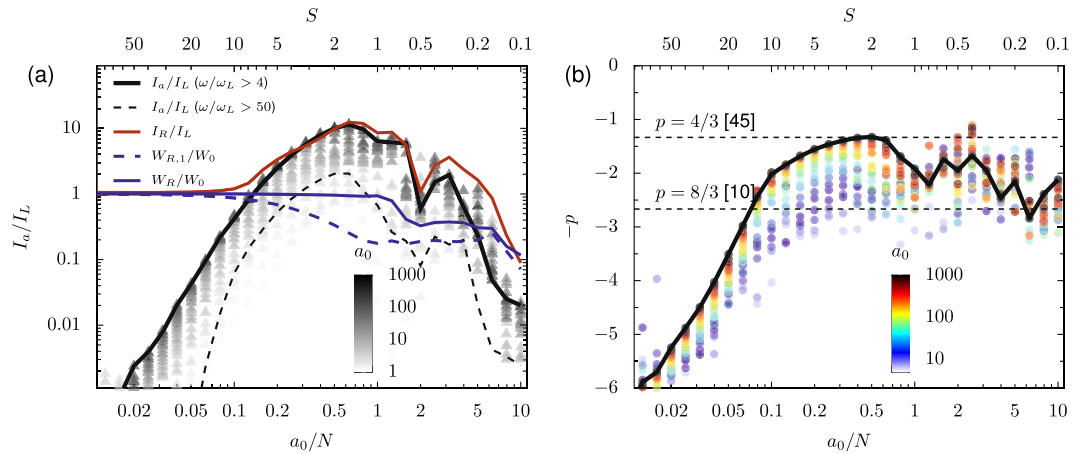 S
50 20 10 5 2 1 0.5 0.2 0.1
(a)
I_a/I_L (ω/ω_L > 4)
I_a/I_L (ω/ω_L > 50)
I_R/I_L
W_{R,1}/W_0
W_R/W_0
10
1
0.1
0.01
I_a/I_L
a_0
1000
100
10
1
0.02 0.05 0.1 0.2 0.5 1 2 5 10
a_0/N
S
50 20 10 5 2 1 0.5 0.2 0.1
(b)
0
−1
−2
−3
−4
−5
−6
−p
p = 4/3 [45]
p = 8/3 [10]
a_0
1000
100
10
0.02 0.05 0.1 0.2 0.5 1 2 5 10
a_0/N